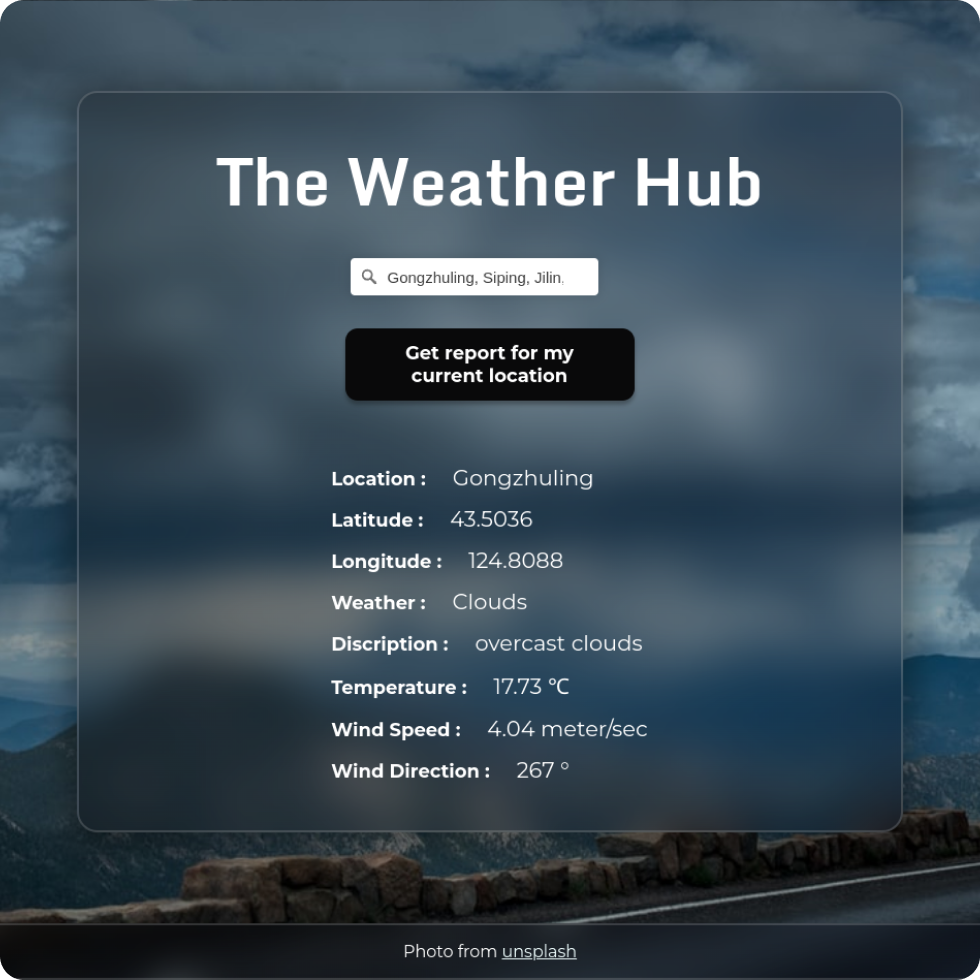 The Weather Hub
Gongzhuling, Siping, Jilin,
Get report for my
current location
Location : Gongzhuling
Latitude : 43.5036
Longitude : 124.8088
Weather : Clouds
Discription : overcast clouds
Temperature : 17.73 ℃
Wind Speed : 4.04 meter/sec
Wind Direction : 267 °
Photo from unsplash